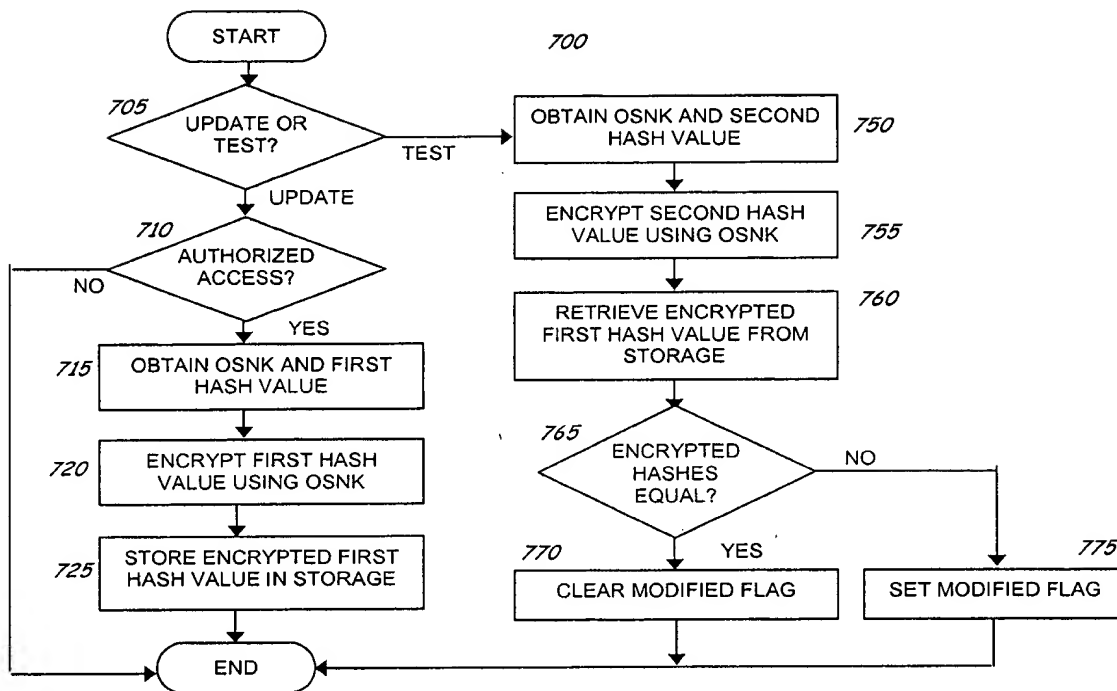 START
700
705
UPDATE OR
TEST?
TEST
UPDATE
710
AUTHORIZED
ACCESS?
NO
YES
715
OBTAIN OSNK AND FIRST
HASH VALUE
720
ENCRYPT FIRST HASH
VALUE USING OSNK
725
STORE ENCRYPTED FIRST
HASH VALUE IN STORAGE
END
OBTAIN OSNK AND SECOND
HASH VALUE
750
ENCRYPT SECOND HASH
VALUE USING OSNK
755
RETRIEVE ENCRYPTED
FIRST HASH VALUE FROM
STORAGE
760
765
ENCRYPTED
HASHES
EQUAL?
NO
YES
770
CLEAR MODIFIED FLAG
775
SET MODIFIED FLAG